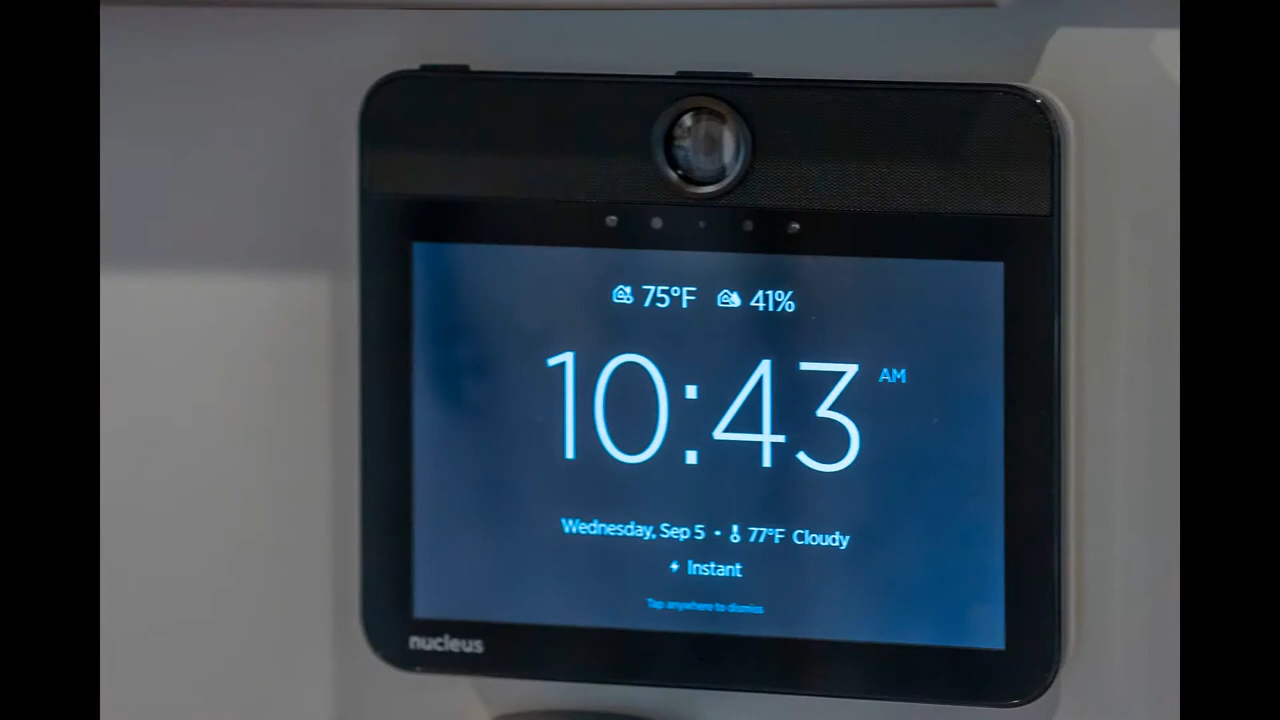 75°F 41%
10:43 AM
Wednesday, Sep 5 • 77°F Cloudy
Instant
Tap anywhere to dismiss
nucleus